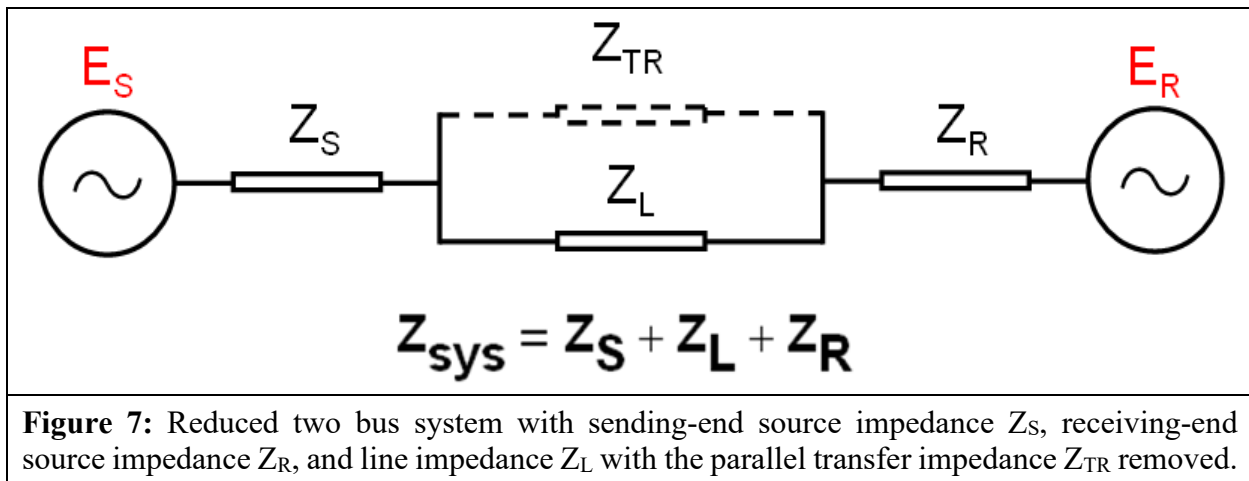 Z_TR
E_S
E_R
Z_S
Z_R
Z_L
Z_sys = Z_S + Z_L + Z_R
Figure 7: Reduced two bus system with sending-end source impedance Z_S, receiving-end
source impedance Z_R, and line impedance Z_L with the parallel transfer impedance Z_TR removed.